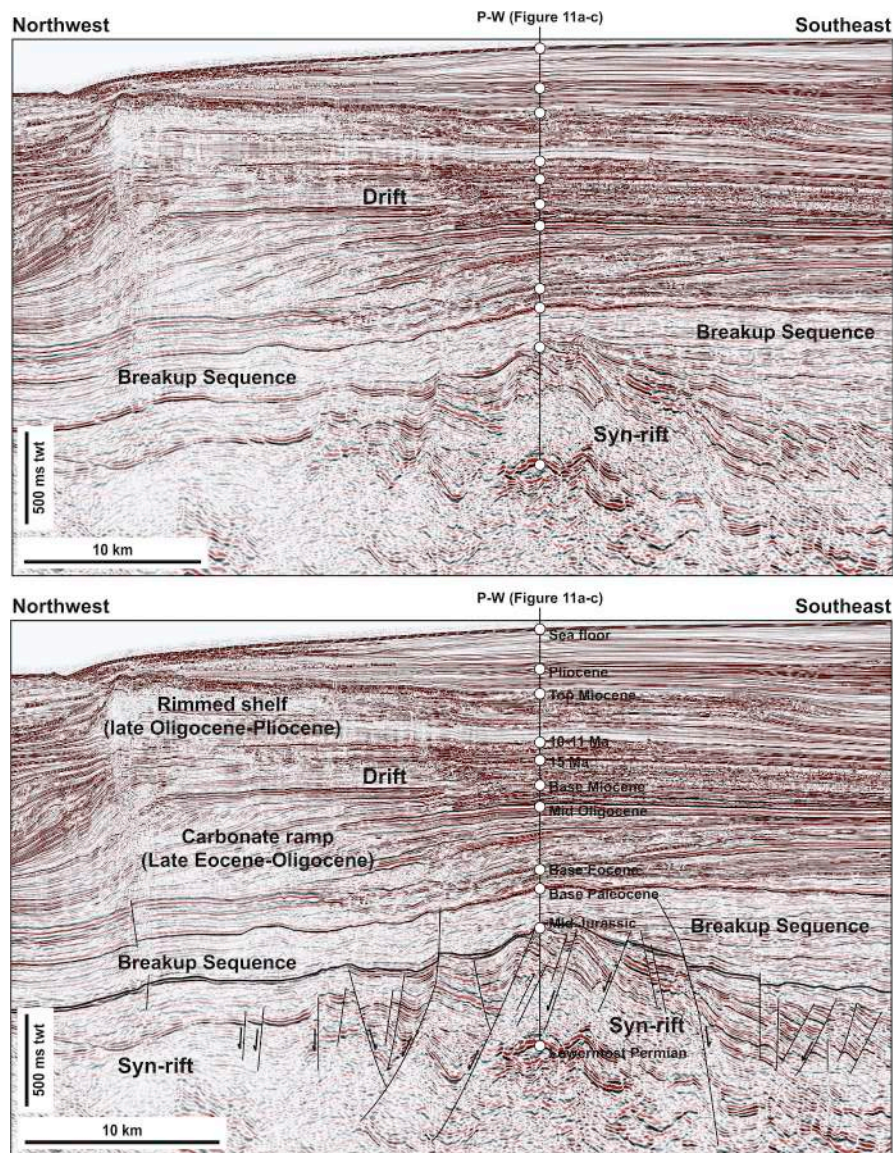 P-W (Figure 11a-c)
Northwest
Southeast
Drift
Breakup Sequence
Breakup Sequence
Syn-rift
500 ms twt
10 km
P-W (Figure 11a-c)
Northwest
Southeast
Sea floor
Pliocene
Top Miocene
Rimmed shelf
(late Oligocene-Pliocene)
10-11 Ma
15 Ma
Drift
Base Miocene
Mid Oligocene
Carbonate ramp
(Late Eocene-Oligocene)
Base Eocene
Base Paleocene
Mid Jurassic
Breakup Sequence
Breakup Sequence
Syn-rift
Lowermost Permian
Syn-rift
500 ms twt
10 km